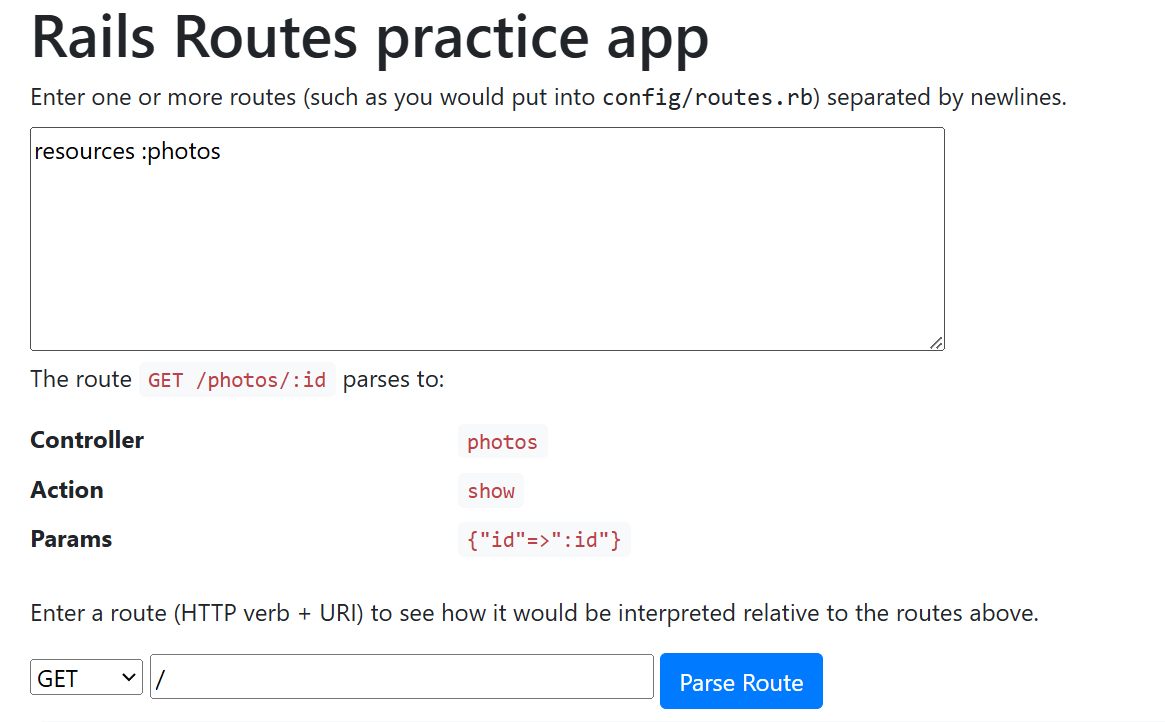 Rails Routes practice app
Enter one or more routes (such as you would put into config/routes.rb) separated by newlines.
resources :photos
The route GET /photos/:id parses to:
Controller photos
Action show
Params {"id"=>":id"}
Enter a route (HTTP verb + URI) to see how it would be interpreted relative to the routes above.
GET / Parse Route